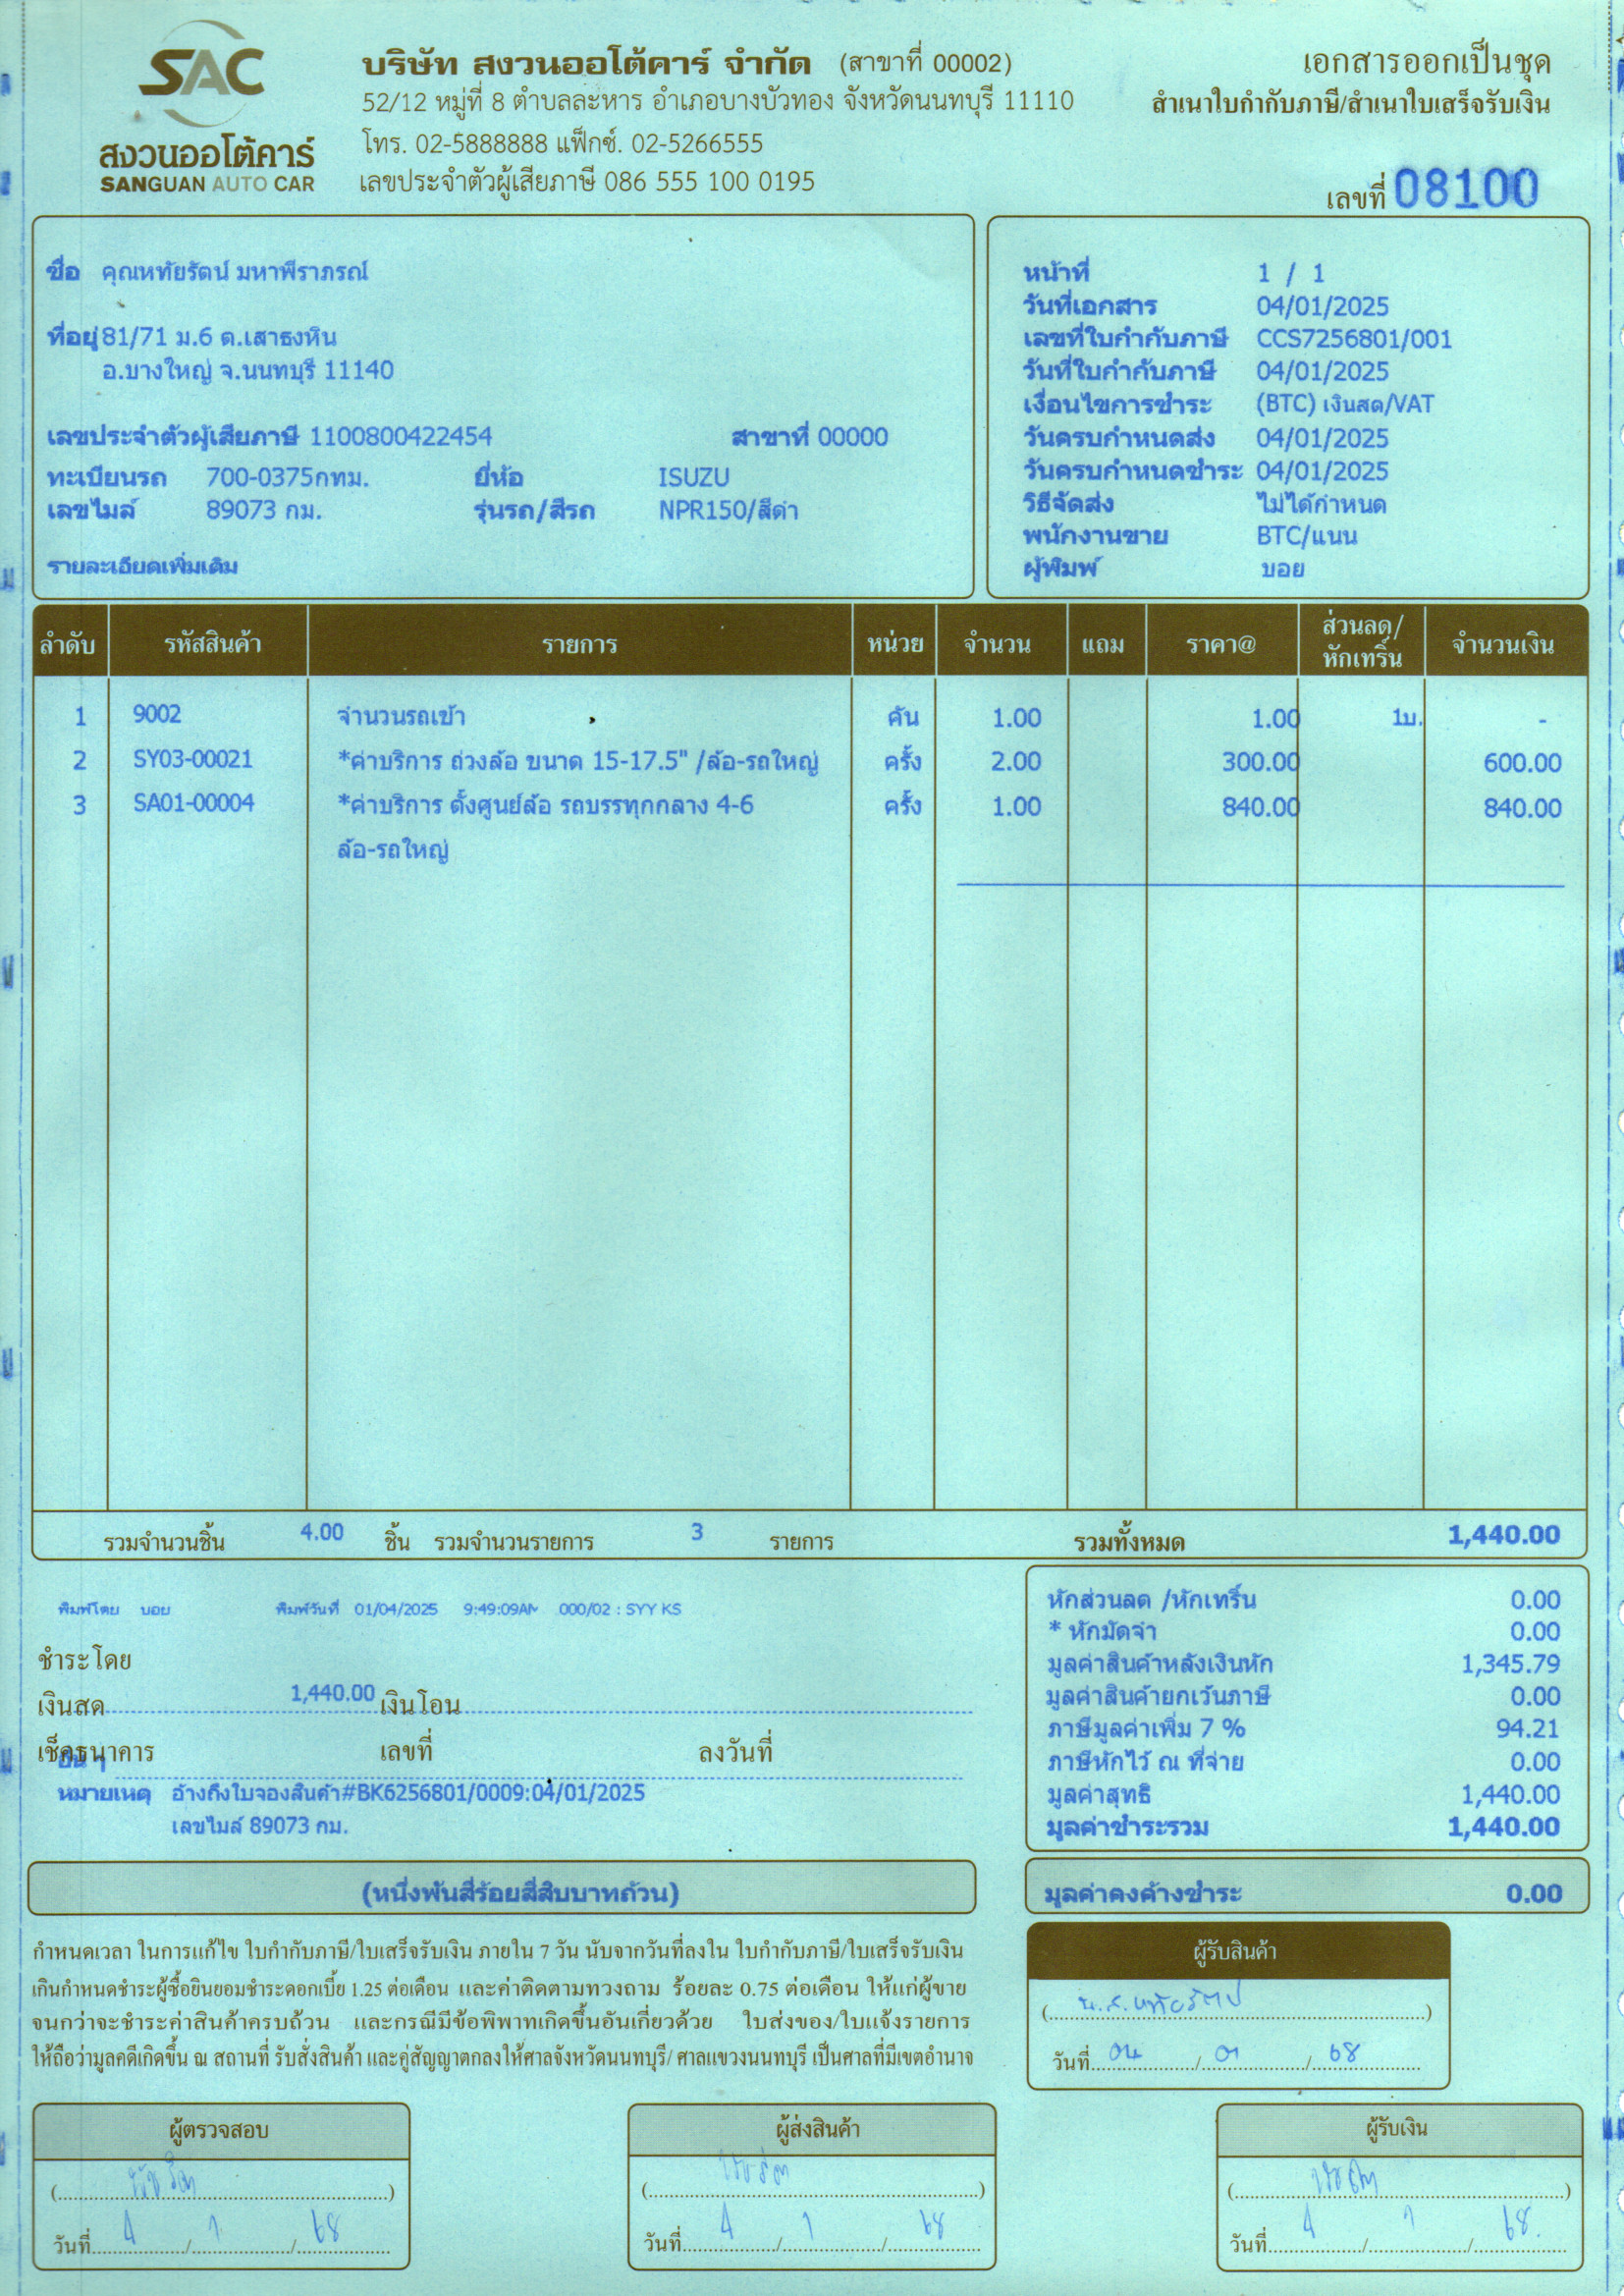 SAC
สงวนออโต้คาร์
SANGUAN AUTO CAR
บริษัท สงวนออโต้คาร์ จำกัด (สาขาที่ 00002)
52/12 หมู่ที่ 8 ตำบลละหาร อำเภอบางบัวทอง จังหวัดนนทบุรี 11110
โทร. 02-5888888 แฟ็กซ์. 02-5266555
เลขประจำตัวผู้เสียภาษี 086 555 100 0195
เอกสารออกเป็นชุด
สำเนาใบกำกับภาษี/สำเนาใบเสร็จรับเงิน
เลขที่ 08100
ชื่อ คุณหทัยรัตน์ มหาพีราภรณ์
ที่อยู่ 81/71 ม.6 ต.เสาธงหิน
อ.บางใหญ่ จ.นนทบุรี 11140
เลขประจำตัวผู้เสียภาษี 1100800422454 สาขาที่ 00000
ทะเบียนรถ 700-0375กทม. ยี่ห้อ ISUZU
เลขไมล์ 89073 กม. รุ่นรถ/สีรถ NPR150/สีดำ
รายละเอียดเพิ่มเติม
หน้าที่ 1 / 1
วันที่เอกสาร 04/01/2025
เลขที่ใบกำกับภาษี CCS7256801/001
วันที่ใบกำกับภาษี 04/01/2025
เงื่อนไขการชำระ (BTC) เงินสด/VAT
วันครบกำหนดส่ง 04/01/2025
วันครบกำหนดชำระ 04/01/2025
วิธีจัดส่ง ไม่ได้กำหนด
พนักงานขาย BTC/แนน
ผู้พิมพ์ บอย
ลำดับ รหัสสินค้า รายการ หน่วย จำนวน แถม ราคา@ ส่วนลด/หักเทริ์น จำนวนเงิน
1 9002 จำนวนรถเข้า คัน 1.00 1.00 1บ. -
2 SY03-00021 *ค่าบริการ ถ่วงล้อ ขนาด 15-17.5" /ล้อ-รถใหญ่ ครั้ง 2.00 300.00 600.00
3 SA01-00004 *ค่าบริการ ตั้งศูนย์ล้อ รถบรรทุกกลาง 4-6 ครั้ง 1.00 840.00 840.00
ล้อ-รถใหญ่
รวมจำนวนชิ้น 4.00 ชิ้น รวมจำนวนรายการ 3 รายการ รวมทั้งหมด 1,440.00
พิมพ์โดย บอย พิมพ์วันที่ 01/04/2025 9:49:09AM 000/02 : SYY KS
ชำระโดย
เงินสด 1,440.00 เงินโอน
เช็คธนาคาร เลขที่ ลงวันที่
อื่น ๆ
หมายเหตุ อ้างถึงใบจองสินค้า#BK6256801/0009:04/01/2025
เลขไมล์ 89073 กม.
หักส่วนลด /หักเทริ์น 0.00
* หักมัดจำ 0.00
มูลค่าสินค้าหลังเงินหัก 1,345.79
มูลค่าสินค้ายกเว้นภาษี 0.00
ภาษีมูลค่าเพิ่ม 7 % 94.21
ภาษีหักไว้ ณ ที่จ่าย 0.00
มูลค่าสุทธิ 1,440.00
มูลค่าชำระรวม 1,440.00
(หนึ่งพันสี่ร้อยสี่สิบบาทถ้วน)
มูลค่าคงค้างชำระ 0.00
กำหนดเวลา ในการแก้ไข ใบกำกับภาษี/ใบเสร็จรับเงิน ภายใน 7 วัน นับจากวันที่ลงใน ใบกำกับภาษี/ใบเสร็จรับเงิน
เกินกำหนดชำระผู้ซื้อยินยอมชำระดอกเบี้ย 1.25 ต่อเดือน และค่าติดตามทวงถาม ร้อยละ 0.75 ต่อเดือน ให้แก่ผู้ขาย
จนกว่าจะชำระค่าสินค้าครบถ้วน และกรณีมีข้อพิพาทเกิดขึ้นอันเกี่ยวด้วย ใบส่งของ/ใบแจ้งรายการ
ให้ถือว่ามูลคดีเกิดขึ้น ณ สถานที่ รับสั่งสินค้า และคู่สัญญาตกลงให้ศาลจังหวัดนนทบุรี/ ศาลแขวงนนทบุรี เป็นศาลที่มีเขตอำนาจ
ผู้รับสินค้า
(น.ส.หทัยรัตน์)
วันที่ 04 / 01 / 68
ผู้ตรวจสอบ
วันที่ 4 / 1 / 68
ผู้ส่งสินค้า
วันที่ 4 / 1 / 68
ผู้รับเงิน
วันที่ 4 / 1 / 68.